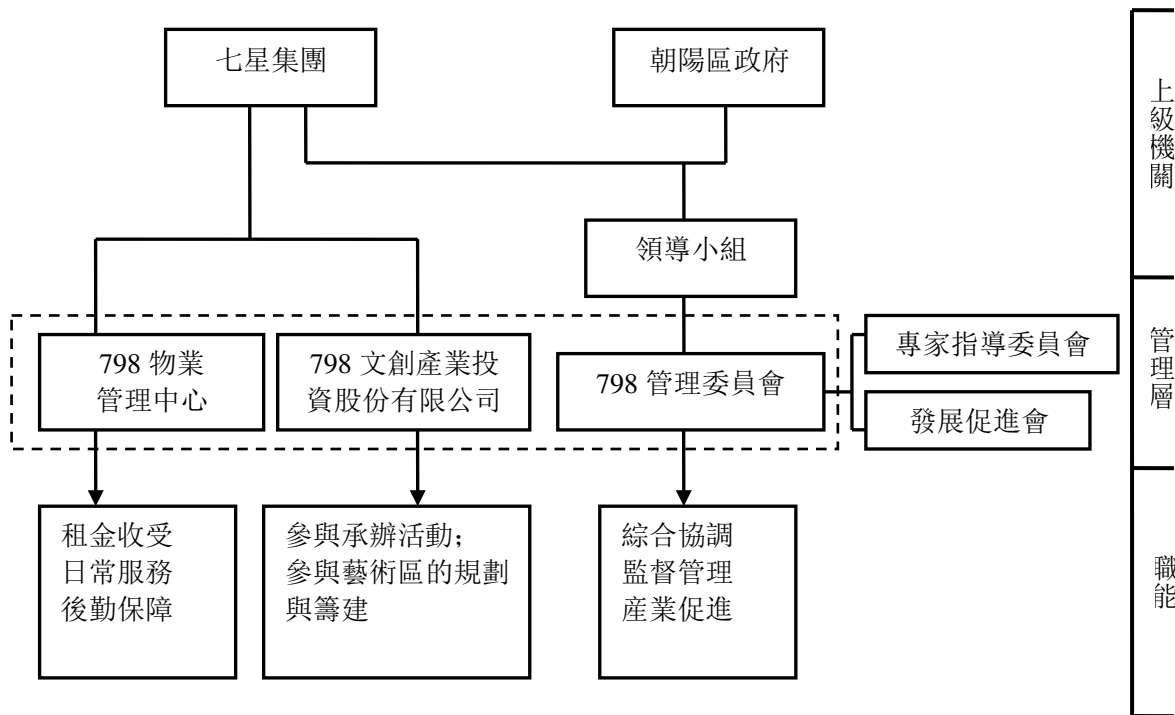 七星集團
朝陽區政府
上級機關
領導小組
798 物業
管理中心
798 文創產業投
資股份有限公司
798 管理委員會
專家指導委員會
發展促進會
管理層
租金收受
日常服務
後勤保障
參與承辦活動;
參與藝術區的規劃
與籌建
綜合協調
監督管理
産業促進
職能